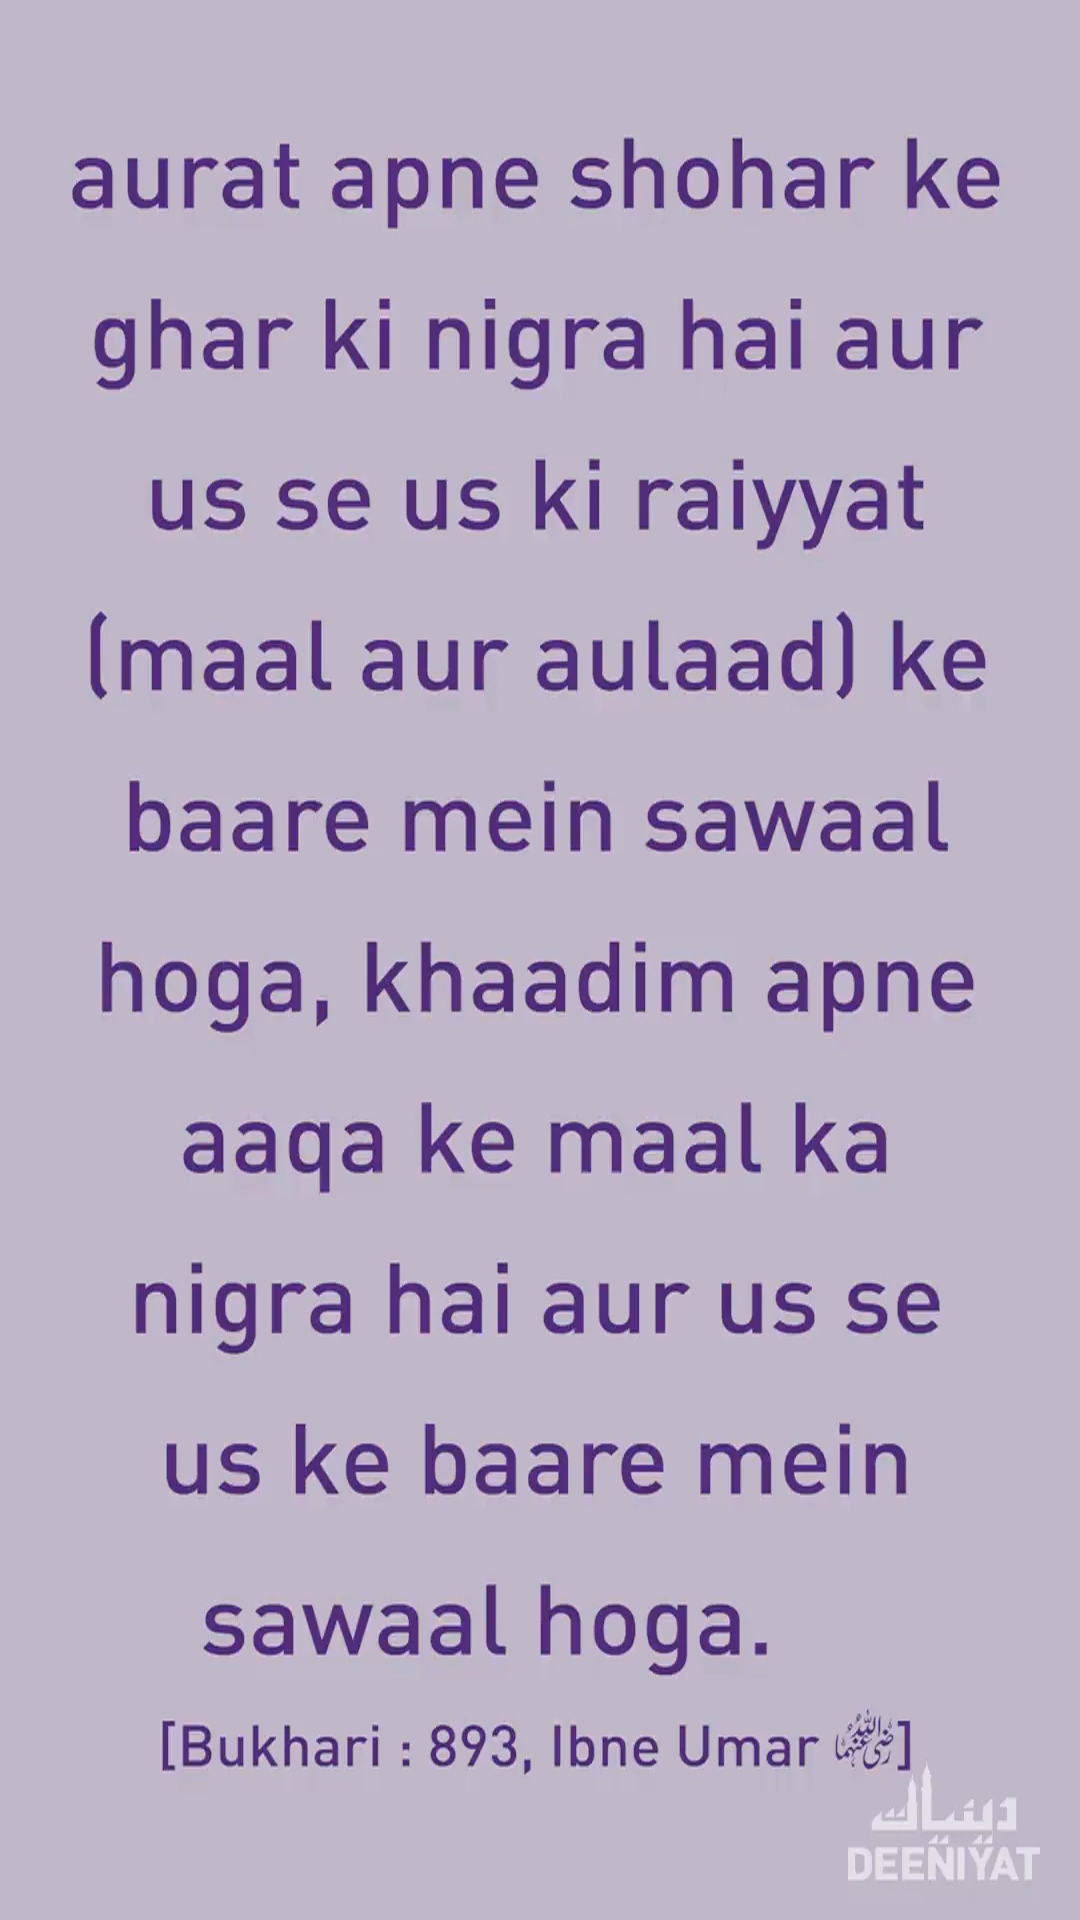 aurat apne shohar ke
ghar ki nigra hai aur
us se us ki raiyyat
(maal aur aulaad) ke
baare mein sawaal
hoga, khaadim apne
aaqa ke maal ka
nigra hai aur us se
us ke baare mein
sawaal hoga.
[Bukhari : 893, Ibne Umar رضي الله عنهما]
دینیات
DEENIYAT